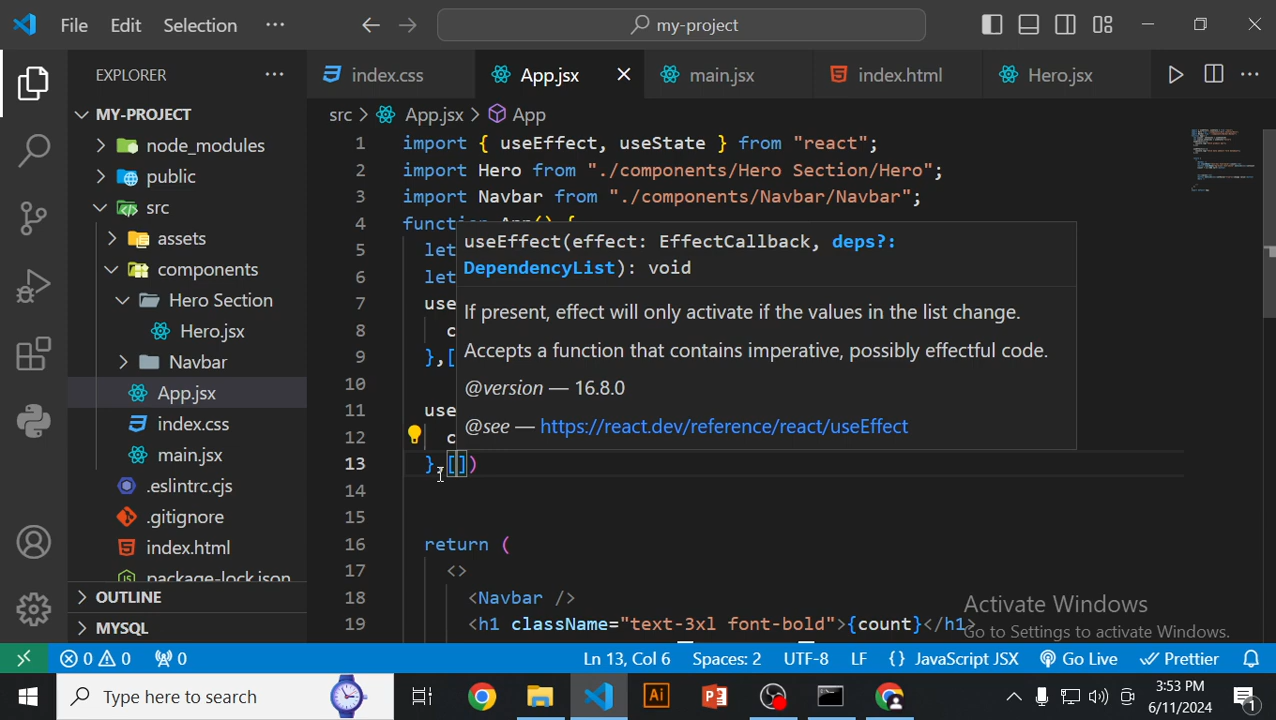 File Edit Selection ··· my-project
EXPLORER ···
MY-PROJECT
node_modules
public
src
assets
components
Hero Section
Hero.jsx
Navbar
App.jsx
index.css
main.jsx
.eslintrc.cjs
.gitignore
index.html
package-lock.json
OUTLINE
MYSQL
index.css App.jsx main.jsx index.html Hero.jsx ···
src > App.jsx > App
1 import { useEffect, useState } from "react";
2 import Hero from "./components/Hero Section/Hero";
3 import Navbar from "./components/Navbar/Navbar";
4 function App() {
5 let
6 let
7 use
8 c
9 },[
10
11 use
12 c
13 },[])
14
15
16 return (
17 <>
18 <Navbar />
19 <h1 className="text-3xl font-bold">{count}</h1>
useEffect(effect: EffectCallback, deps?:
DependencyList): void
If present, effect will only activate if the values in the list change.
Accepts a function that contains imperative, possibly effectful code.
@version — 16.8.0
@see — https://react.dev/reference/react/useEffect
Activate Windows
Go to Settings to activate Windows.
0 0 0 Ln 13, Col 6 Spaces: 2 UTF-8 LF {} JavaScript JSX Go Live Prettier
Type here to search
Ai
3:53 PM
6/11/2024
1